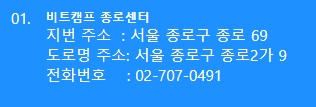 01. 비트캠프 종로센터
지번 주소 : 서울 종로구 종로 69
도로명 주소: 서울 종로구 종로2가 9
전화번호 : 02-707-0491